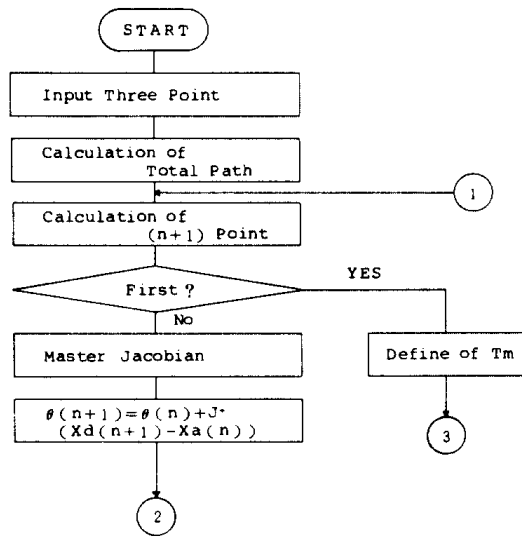 START
Input Three Point
Calculation of
Total Path
1
Calculation of
(n+1) Point
First?
YES
No
Master Jacobian
Define of Tm
θ(n+1)=θ(n)+J⁺
(Xd(n+1)-Xa(n))
3
2